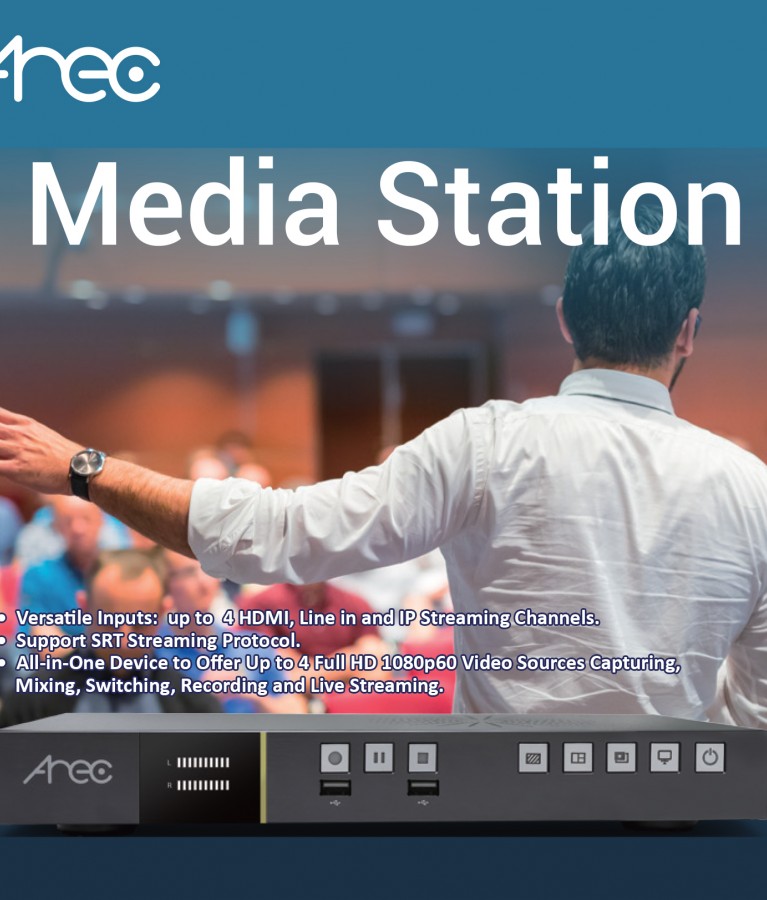 Arec
Media Station
• Versatile Inputs: up to 4 HDMI, Line in and IP Streaming Channels.
• Support SRT Streaming Protocol.
• All-in-One Device to Offer Up to 4 Full HD 1080p60 Video Sources Capturing,
Mixing, Switching, Recording and Live Streaming.
Arec
L
R